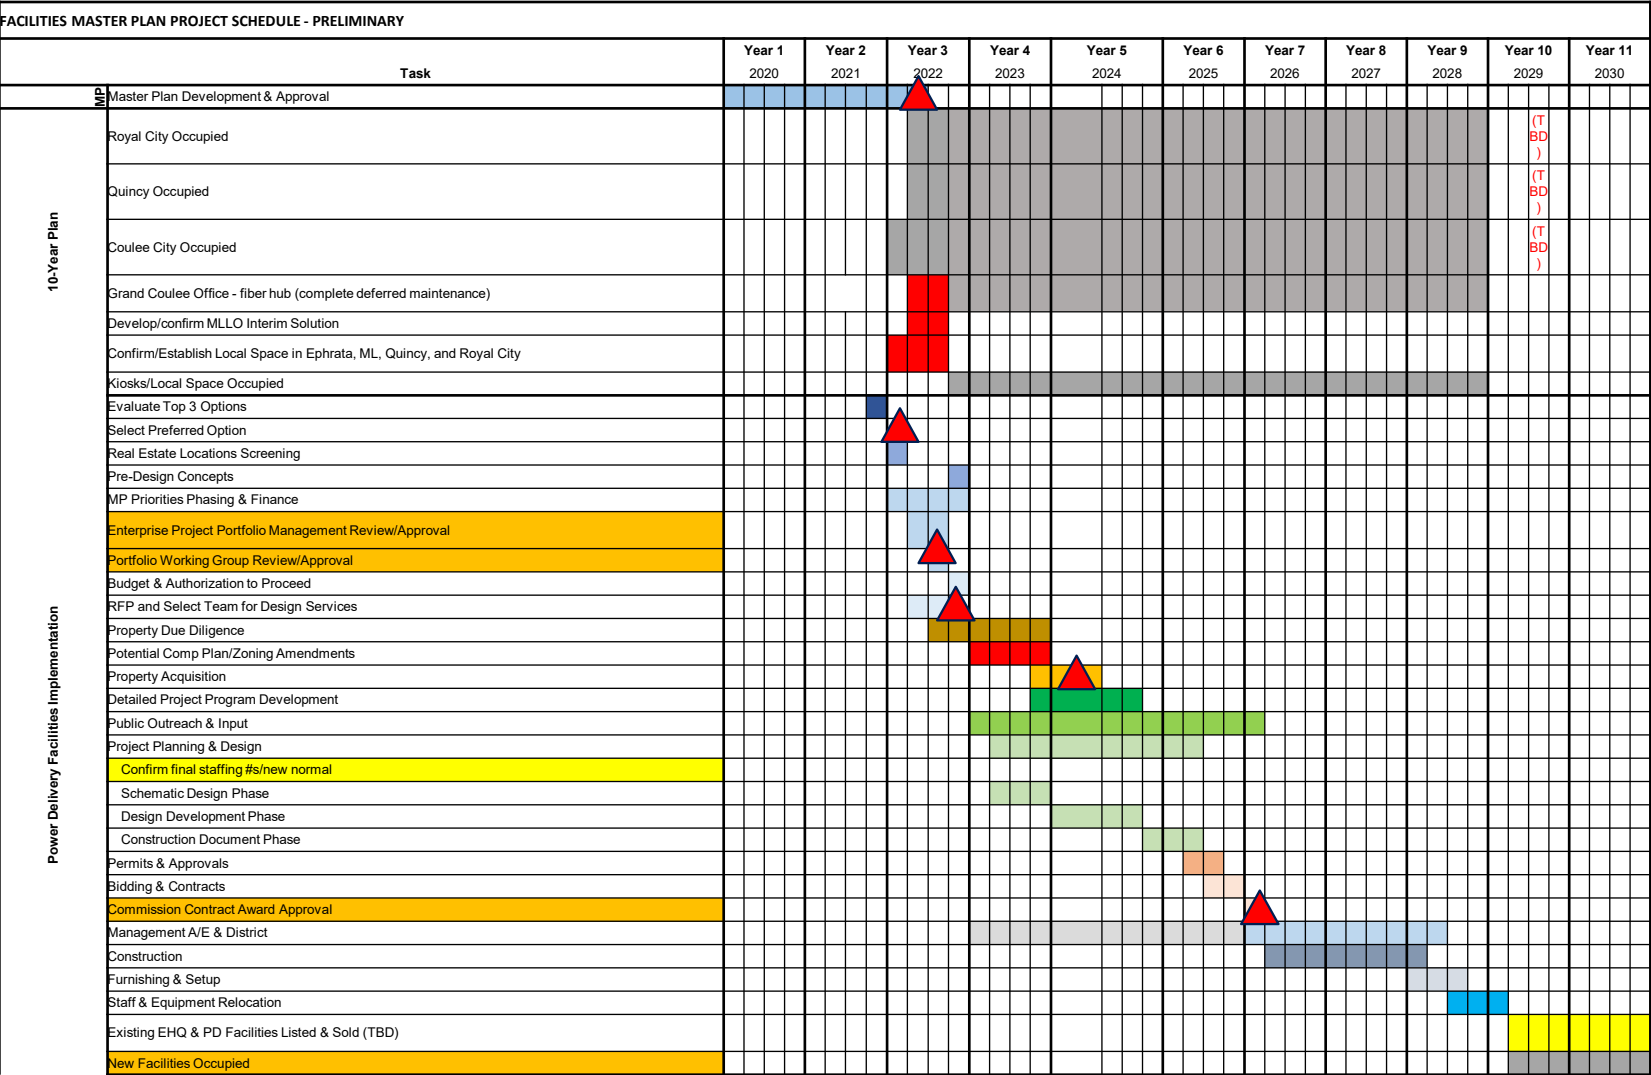 FACILITIES MASTER PLAN PROJECT SCHEDULE - PRELIMINARY
Task
Year 1 Year 2 Year 3 Year 4 Year 5 Year 6 Year 7 Year 8 Year 9 Year 10 Year 11
2020 2021 2022 2023 2024 2025 2026 2027 2028 2029 2030
MP
Master Plan Development & Approval
10-Year Plan
Royal City Occupied
(T
BD
)
Quincy Occupied
(T
BD
)
Coulee City Occupied
(T
BD
)
Grand Coulee Office - fiber hub (complete deferred maintenance)
Develop/confirm MLLO Interim Solution
Confirm/Establish Local Space in Ephrata, ML, Quincy, and Royal City
Kiosks/Local Space Occupied
Power Delivery Facilities Implementation
Evaluate Top 3 Options
Select Preferred Option
Real Estate Locations Screening
Pre-Design Concepts
MP Priorities Phasing & Finance
Enterprise Project Portfolio Management Review/Approval
Portfolio Working Group Review/Approval
Budget & Authorization to Proceed
RFP and Select Team for Design Services
Property Due Diligence
Potential Comp Plan/Zoning Amendments
Property Acquisition
Detailed Project Program Development
Public Outreach & Input
Project Planning & Design
Confirm final staffing #s/new normal
Schematic Design Phase
Design Development Phase
Construction Document Phase
Permits & Approvals
Bidding & Contracts
Commission Contract Award Approval
Management A/E & District
Construction
Furnishing & Setup
Staff & Equipment Relocation
Existing EHQ & PD Facilities Listed & Sold (TBD)
New Facilities Occupied